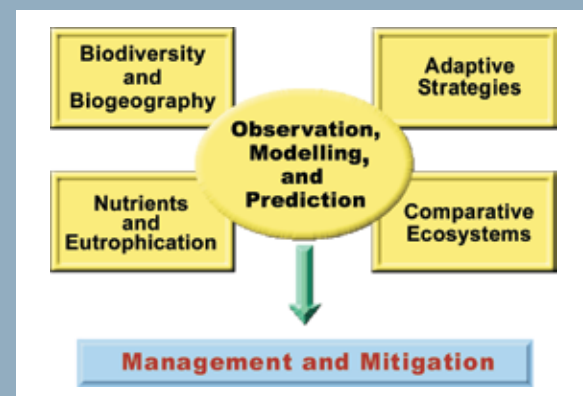 Biodiversity
and
Biogeography
Adaptive
Strategies
Observation,
Modelling,
and
Prediction
Nutrients
and
Eutrophication
Comparative
Ecosystems
Management and Mitigation